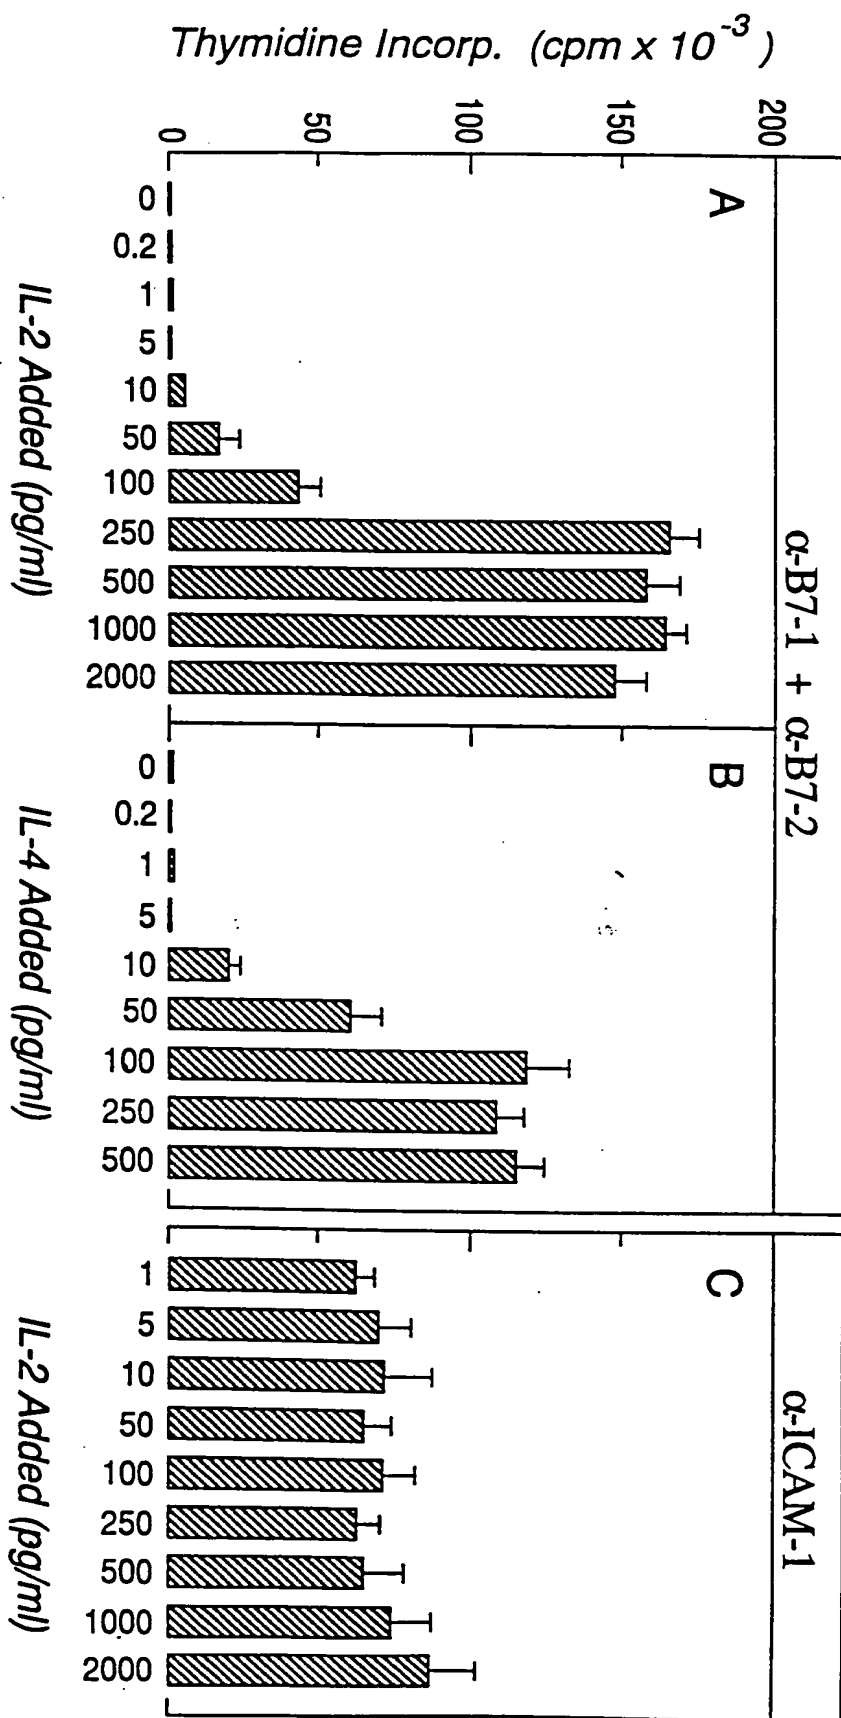 α-B7-1 + α-B7-2
α-ICAM-1
Thymidine Incorp. (cpm x 10⁻³)
200
150
100
50
0
A
0 0.2 1 5 10 50 100 250 500 1000 2000
IL-2 Added (pg/ml)
B
0 0.2 1 5 10 50 100 250 500
IL-4 Added (pg/ml)
C
1 5 10 50 100 250 500 1000 2000
IL-2 Added (pg/ml)